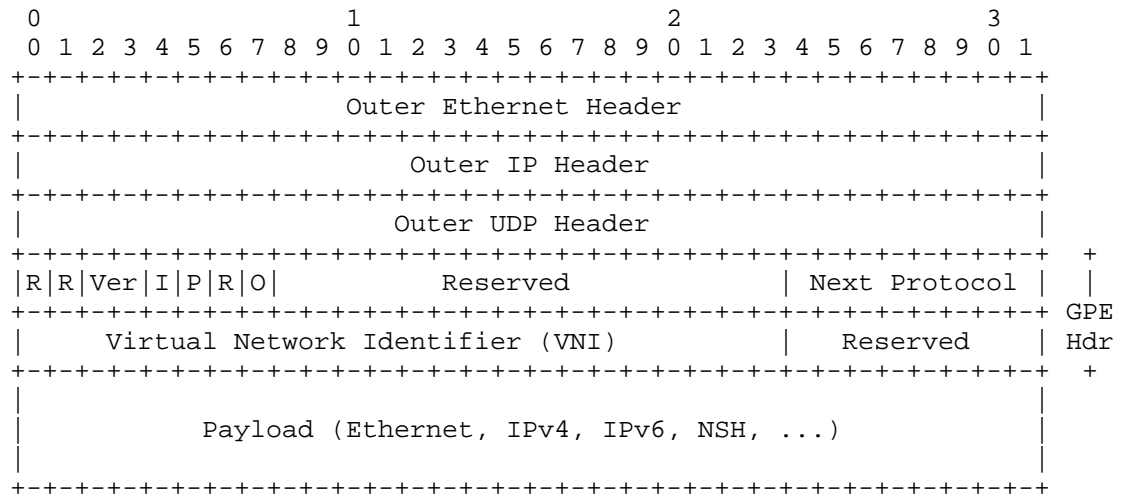 0                   1                   2                   3
 0 1 2 3 4 5 6 7 8 9 0 1 2 3 4 5 6 7 8 9 0 1 2 3 4 5 6 7 8 9 0 1
+-+-+-+-+-+-+-+-+-+-+-+-+-+-+-+-+-+-+-+-+-+-+-+-+-+-+-+-+-+-+-+-+
|                    Outer Ethernet Header                      |
+-+-+-+-+-+-+-+-+-+-+-+-+-+-+-+-+-+-+-+-+-+-+-+-+-+-+-+-+-+-+-+-+
|                        Outer IP Header                        |
+-+-+-+-+-+-+-+-+-+-+-+-+-+-+-+-+-+-+-+-+-+-+-+-+-+-+-+-+-+-+-+-+
|                       Outer UDP Header                        |
+-+-+-+-+-+-+-+-+-+-+-+-+-+-+-+-+-+-+-+-+-+-+-+-+-+-+-+-+-+-+-+-+  +
|R|R|Ver|I|P|R|O|          Reserved             | Next Protocol |  |
+-+-+-+-+-+-+-+-+-+-+-+-+-+-+-+-+-+-+-+-+-+-+-+-+-+-+-+-+-+-+-+-+ GPE
|     Virtual Network Identifier (VNI)          |   Reserved    | Hdr
+-+-+-+-+-+-+-+-+-+-+-+-+-+-+-+-+-+-+-+-+-+-+-+-+-+-+-+-+-+-+-+-+  +
|                                                               |
|           Payload (Ethernet, IPv4, IPv6, NSH, ...)            |
|                                                               |
+-+-+-+-+-+-+-+-+-+-+-+-+-+-+-+-+-+-+-+-+-+-+-+-+-+-+-+-+-+-+-+-+